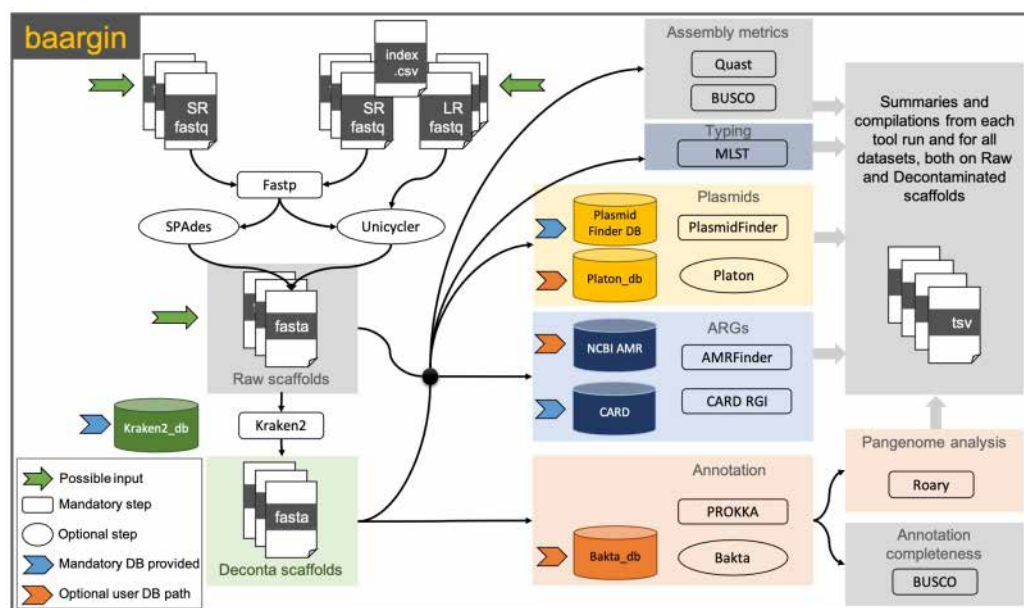 baargin
SR
fastq
index
.csv
SR
fastq
LR
fastq
Fastp
SPAdes
Unicycler
fasta
Raw scaffolds
Kraken2_db
Kraken2
fasta
Deconta scaffolds
Possible input
Mandatory step
Optional step
Mandatory DB provided
Optional user DB path
Assembly metrics
Quast
BUSCO
Typing
MLST
Plasmids
Plasmid
Finder DB
PlasmidFinder
Platon_db
Platon
ARGs
NCBI AMR
AMRFinder
CARD
CARD RGI
Annotation
PROKKA
Bakta_db
Bakta
Summaries and
compilations from each
tool run and for all
datasets, both on Raw
and Decontaminated
scaffolds
tsv
Pangenome analysis
Roary
Annotation
completeness
BUSCO